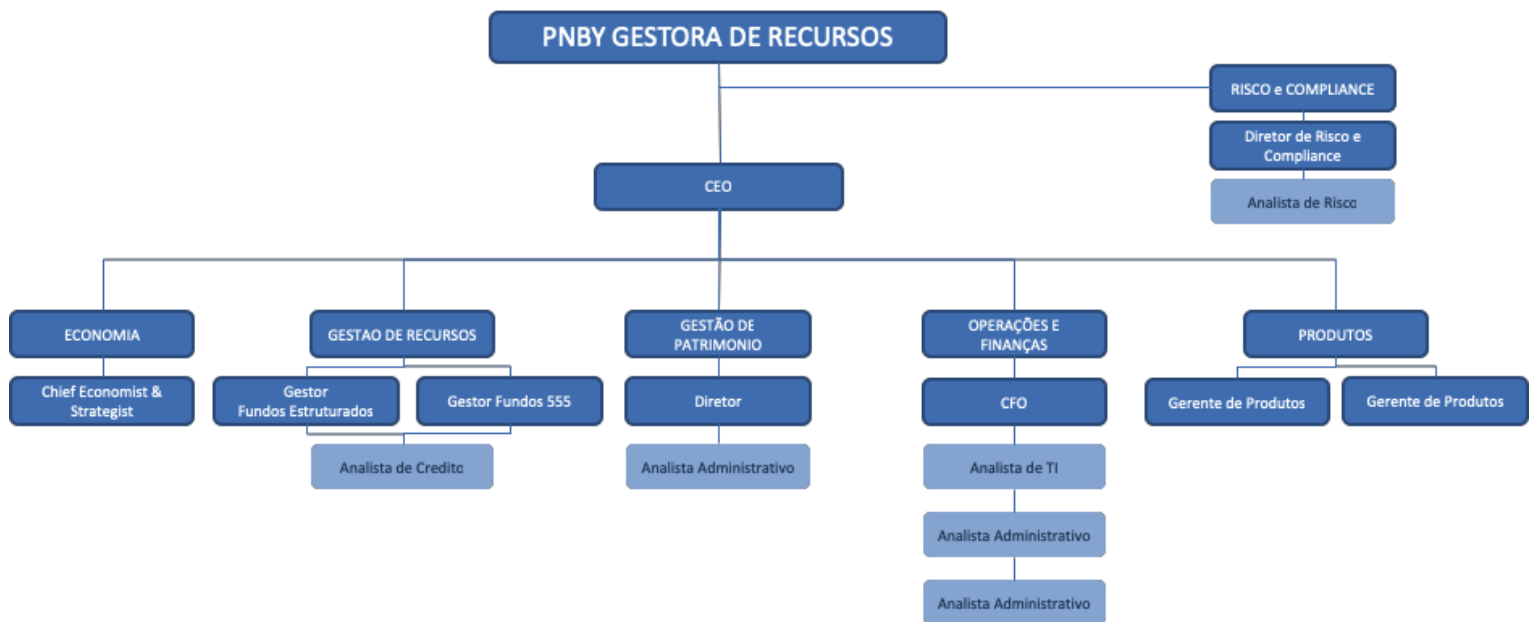 PNBY GESTORA DE RECURSOS
RISCO e COMPLIANCE
Diretor de Risco e
Compliance
Analista de Risco
CEO
ECONOMIA
Chief Economist &
Strategist
GESTAO DE RECURSOS
Gestor
Fundos Estruturados
Gestor Fundos 555
Analista de Credito
GESTÃO DE
PATRIMONIO
Diretor
Analista Administrativo
OPERAÇÕES E
FINANÇAS
CFO
Analista de TI
Analista Administrativo
Analista Administrativo
PRODUTOS
Gerente de Produtos
Gerente de Produtos